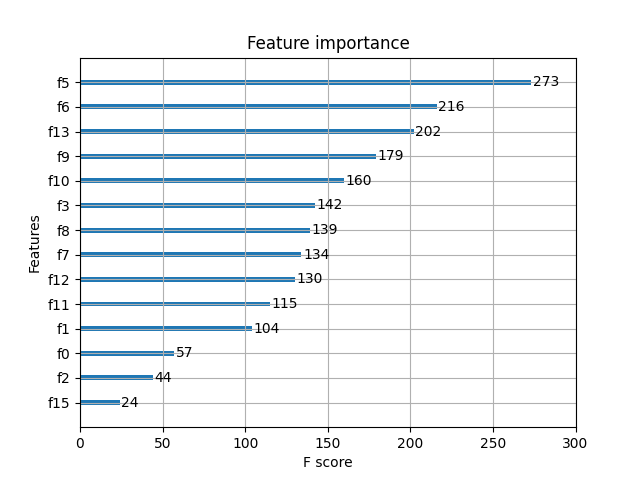 Feature importance
f5 273
f6 216
f13 202
f9 179
f10 160
f3 142
f8 139
f7 134
f12 130
f11 115
f1 104
f0 57
f2 44
f15 24
Features
0 50 100 150 200 250 300
F score